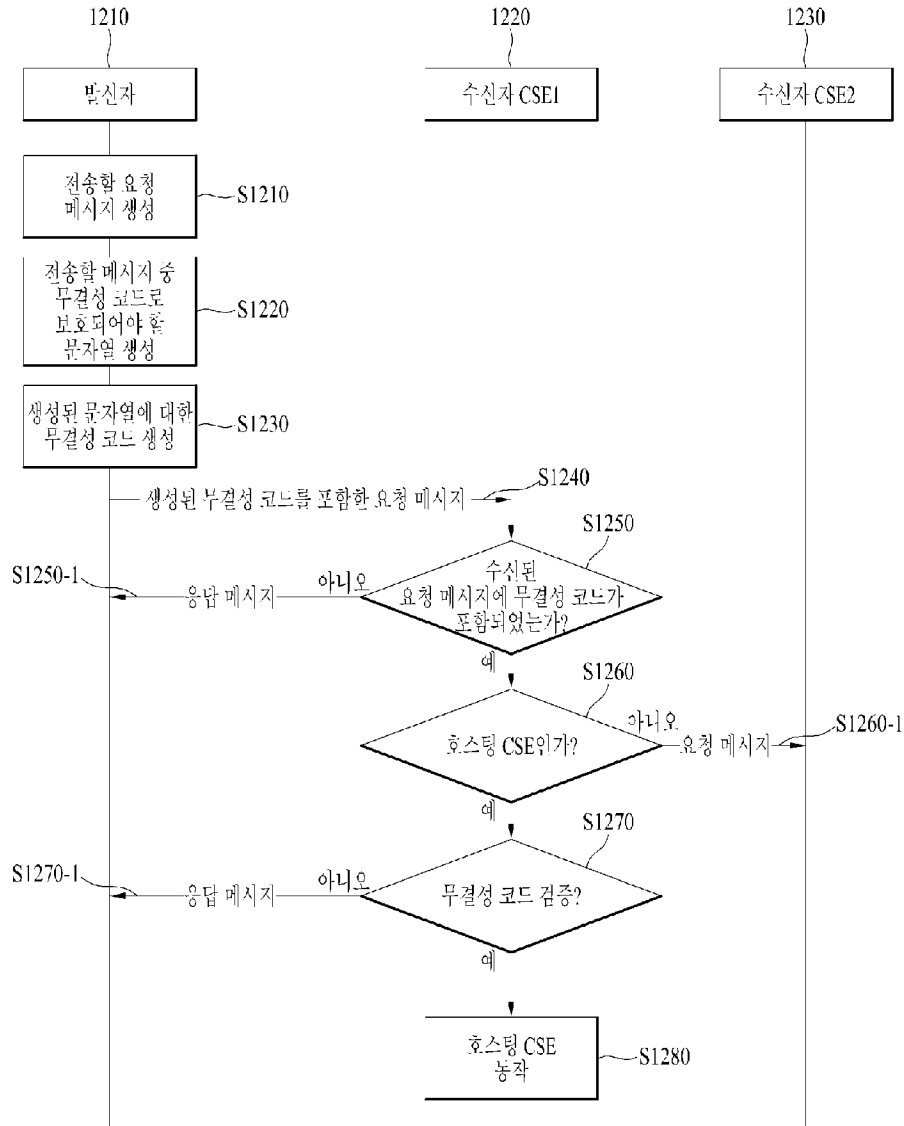 1210
1220
1230
발신자
수신자 CSE1
수신자 CSE2
전송할 요청
메시지 생성
S1210
전송할 메시지 중
무결성 코드로
보호되어야 할
문자열 생성
S1220
생성된 문자열에 대한
무결성 코드 생성
S1230
생성된 무결성 코드를 포함한 요청 메시지
S1240
S1250
수신된
요청 메시지에 무결성 코드가
포함되었는가?
아니오
응답 메시지
S1250-1
예
S1260
호스팅 CSE인가?
아니오
요청 메시지
S1260-1
예
S1270
무결성 코드 검증?
아니오
응답 메시지
S1270-1
예
호스팅 CSE
동작
S1280